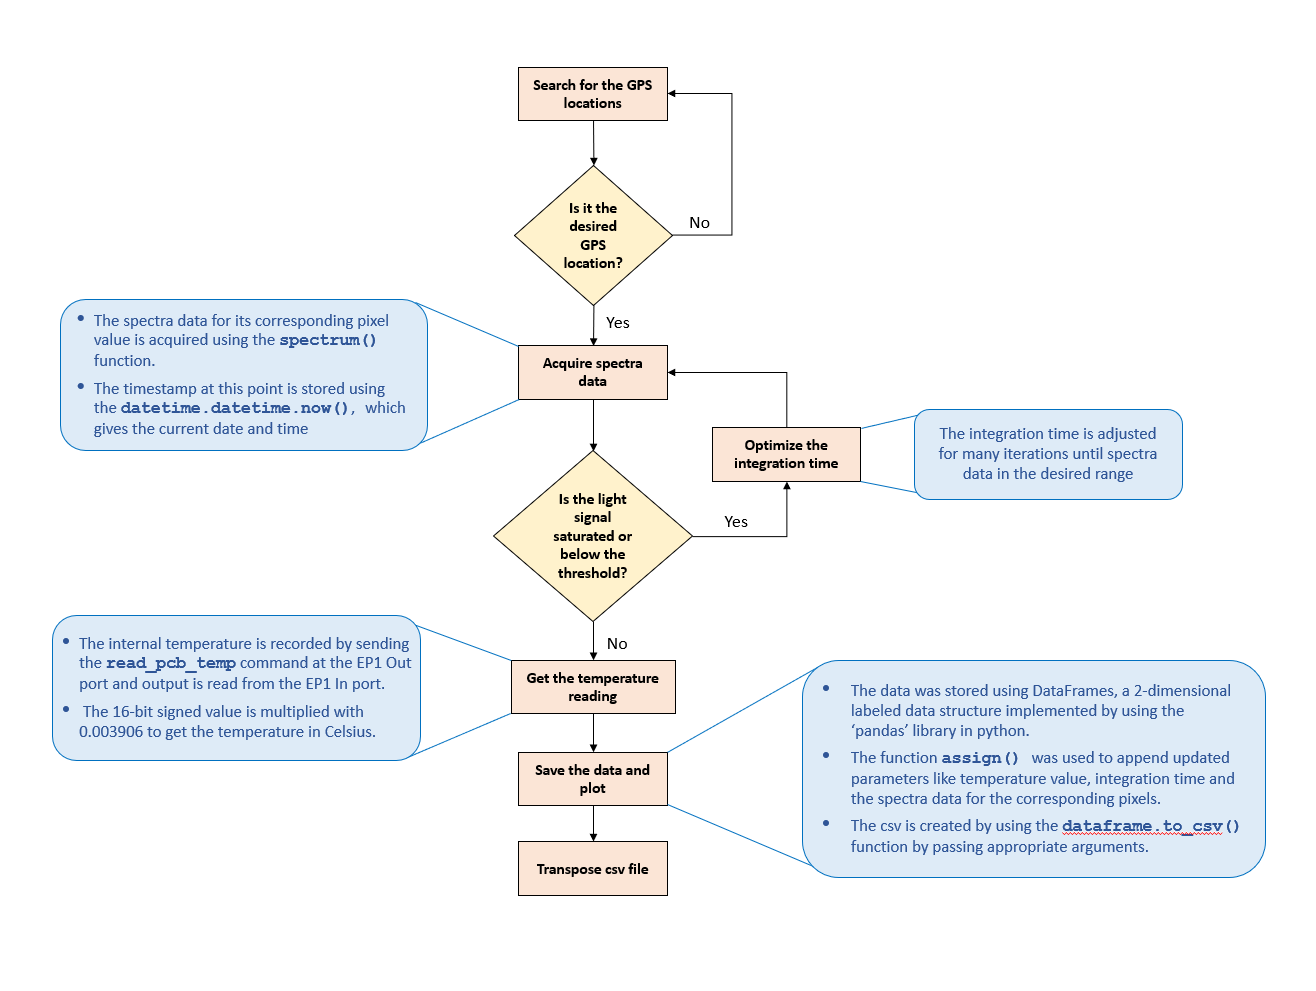 Search for the GPS
locations
Is it the
desired
GPS
location?
No
Yes
The spectra data for its corresponding pixel
value is acquired using the spectrum()
function.
The timestamp at this point is stored using
the datetime.datetime.now(), which
gives the current date and time
Acquire spectra
data
Optimize the
integration time
The integration time is adjusted
for many iterations until spectra
data in the desired range
Is the light
signal
saturated or
below the
threshold?
Yes
No
The internal temperature is recorded by sending
the read_pcb_temp command at the EP1 Out
port and output is read from the EP1 In port.
The 16-bit signed value is multiplied with
0.003906 to get the temperature in Celsius.
Get the temperature
reading
Save the data and
plot
The data was stored using DataFrames, a 2-dimensional
labeled data structure implemented by using the
‘pandas’ library in python.
The function assign() was used to append updated
parameters like temperature value, integration time and
the spectra data for the corresponding pixels.
The csv is created by using the dataframe.to_csv()
function by passing appropriate arguments.
Transpose csv file